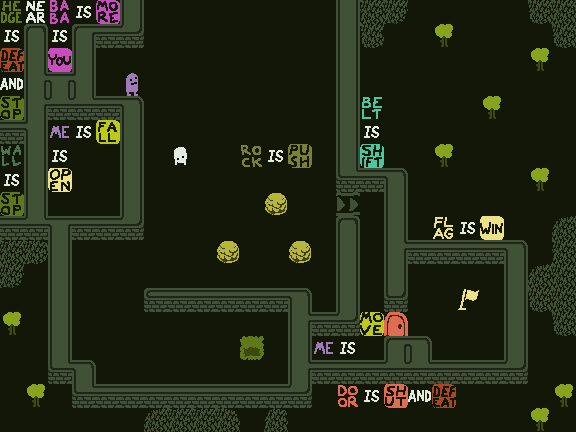 HEDGE NEAR BABA IS MORE
IS IS
DEFEAT YOU
AND
STOP BELT
ME IS FALL IS
WALL IS ROCK IS PUSH SHIFT
IS OPEN
STOP
FLAG IS WIN
MOVE
ME IS
DOOR IS SHUT AND DEFEAT